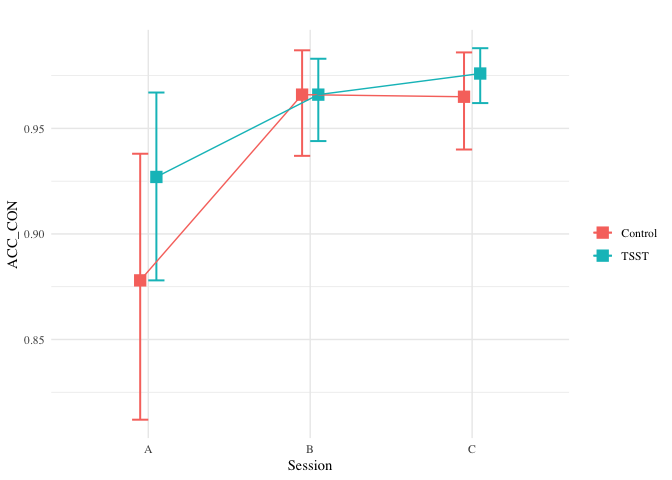 ACC_CON
0.95
0.90
0.85
A B C
Session
Control
TSST